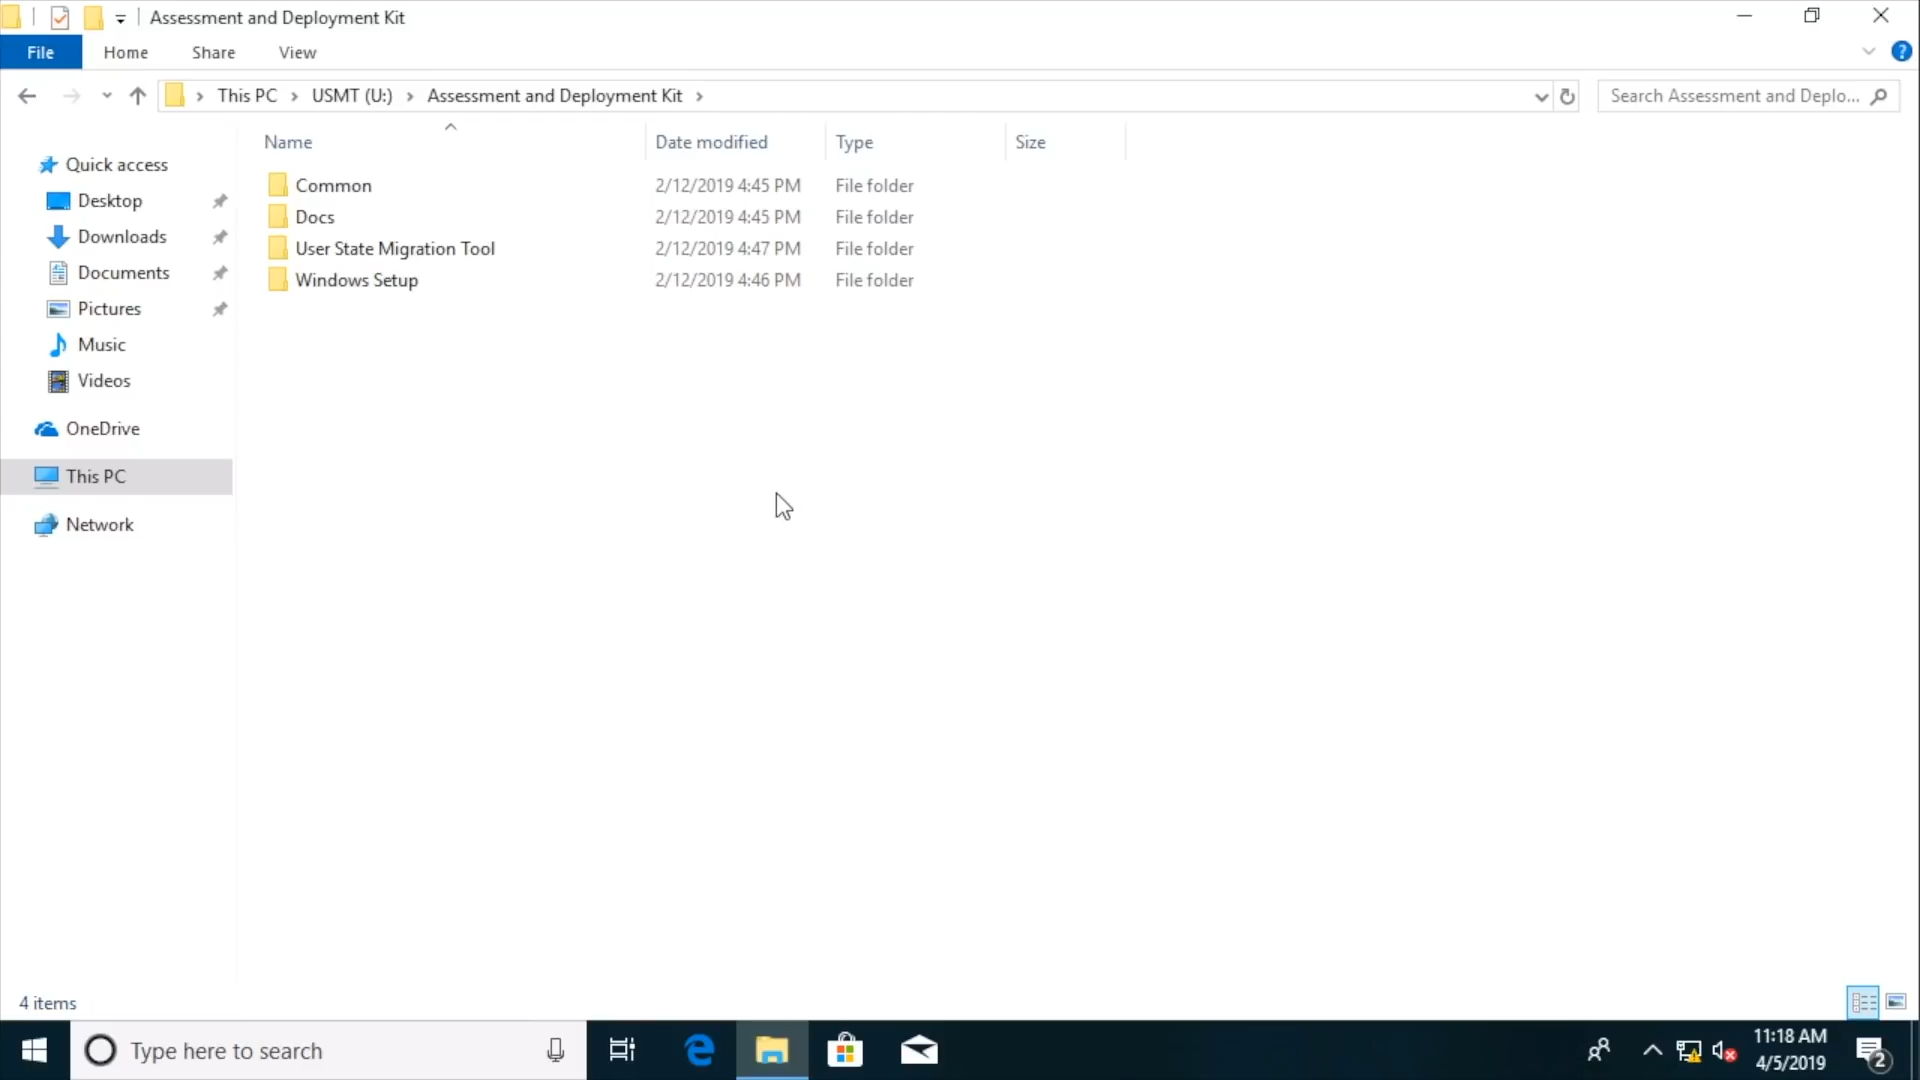 Assessment and Deployment Kit
File Home Share View
This PC USMT (U:) Assessment and Deployment Kit
Search Assessment and Deplo...
Name Date modified Type Size
Common 2/12/2019 4:45 PM File folder
Docs 2/12/2019 4:45 PM File folder
User State Migration Tool 2/12/2019 4:47 PM File folder
Windows Setup 2/12/2019 4:46 PM File folder
Quick access
Desktop
Downloads
Documents
Pictures
Music
Videos
OneDrive
This PC
Network
4 items
Type here to search
11:18 AM
4/5/2019
2